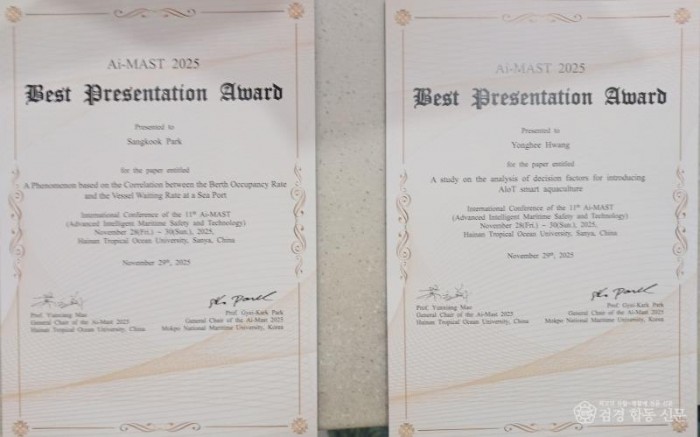 Ai-MAST 2025
Best Presentation Award
Presented to
Sangkook Park
for the paper entitled
A Phenomenon based on the Correlation between the Berth Occupancy Rate
and the Vessel Waiting Rate at a Sea Port
International Conference of the 11th Ai-MAST
(Advanced Intelligent Maritime Safety and Technology)
November 28(Fri.) ~ 30(Sun.), 2025,
Hainan Tropical Ocean University, Sanya, China
November 29th, 2025
Prof. Yunxiang Mao
General Chair of the Ai-Mast 2025
Hainan Tropical Ocean University, China
Prof. Gyei-Kark Park
General Chair of the Ai-Mast 2025
Mokpo National Maritime University, Korea
Ai-MAST 2025
Best Presentation Award
Presented to
Yonghee Hwang
for the paper entitled
A study on the analysis of decision factors for introducing
AIoT smart aquaculture
International Conference of the 11th Ai-MAST
(Advanced Intelligent Maritime Safety and Technology)
November 28(Fri.) ~ 30(Sun.), 2025,
Hainan Tropical Ocean University, Sanya, China
November 29th, 2025
Prof. Yunxiang Mao
General Chair of the Ai-Mast 2025
Hainan Tropical Ocean University, China
Prof. Gyei-Kark Park
General Chair of the Ai-Mast 2025
Mokpo National Maritime University, Korea
검경 합동 신문